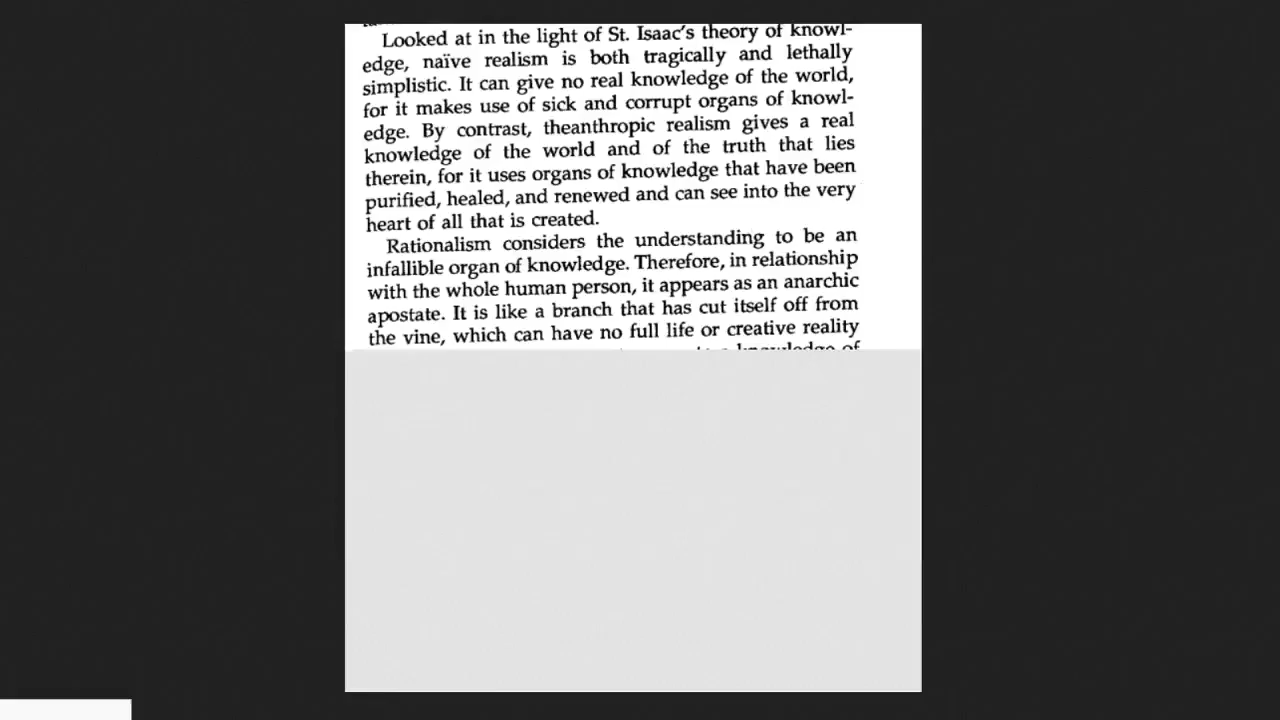 Looked at in the light of St. Isaac's theory of knowl-
edge, naïve realism is both tragically and lethally
simplistic. It can give no real knowledge of the world,
for it makes use of sick and corrupt organs of knowl-
edge. By contrast, theanthropic realism gives a real
knowledge of the world and of the truth that lies
therein, for it uses organs of knowledge that have been
purified, healed, and renewed and can see into the very
heart of all that is created.
Rationalism considers the understanding to be an
infallible organ of knowledge. Therefore, in relationship
with the whole human person, it appears as an anarchic
apostate. It is like a branch that has cut itself off from
the vine, which can have no full life or creative reality
knowledge of